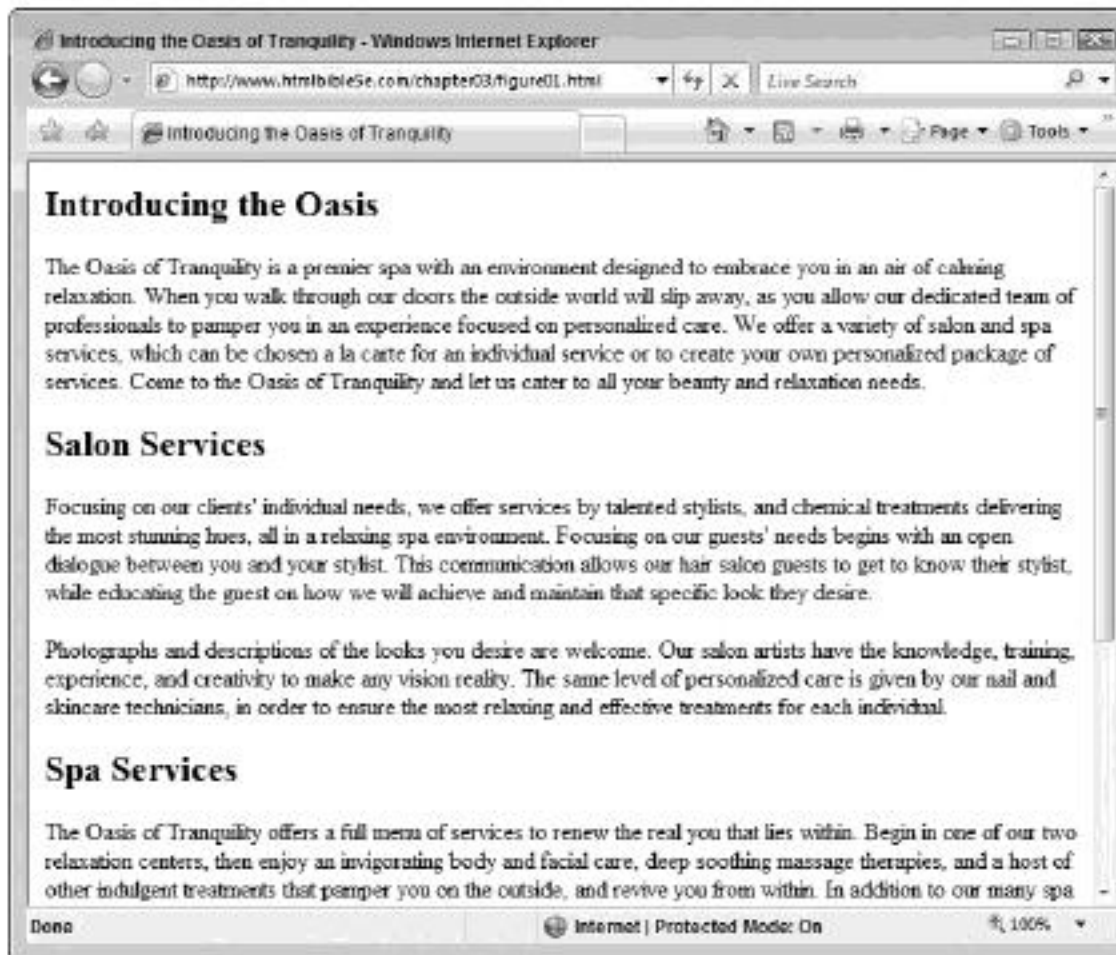 Introducing the Oasis of Tranquility - Windows Internet Explorer
http://www.htmlbible5e.com/chapter03/figure01.html
Live Search
Introducing the Oasis of Tranquility
Page
Tools
Introducing the Oasis
The Oasis of Tranquility is a premier spa with an environment designed to embrace you in an air of calming
relaxation. When you walk through our doors the outside world will slip away, as you allow our dedicated team of
professionals to pamper you in an experience focused on personalized care. We offer a variety of salon and spa
services, which can be chosen a la carte for an individual service or to create your own personalized package of
services. Come to the Oasis of Tranquility and let us cater to all your beauty and relaxation needs.
Salon Services
Focusing on our clients' individual needs, we offer services by talented stylists, and chemical treatments delivering
the most stunning hues, all in a relaxing spa environment. Focusing on our guests' needs begins with an open
dialogue between you and your stylist. This communication allows our hair salon guests to get to know their stylist,
while educating the guest on how we will achieve and maintain that specific look they desire.
Photographs and descriptions of the looks you desire are welcome. Our salon artists have the knowledge, training,
experience, and creativity to make any vision reality. The same level of personalized care is given by our nail and
skincare technicians, in order to ensure the most relaxing and effective treatments for each individual.
Spa Services
The Oasis of Tranquility offers a full menu of services to renew the real you that lies within. Begin in one of our two
relaxation centers, then enjoy an invigorating body and facial care, deep soothing massage therapies, and a host of
other indulgent treatments that pamper you on the outside, and revive you from within. In addition to our many spa
Done
Internet | Protected Mode: On
100%